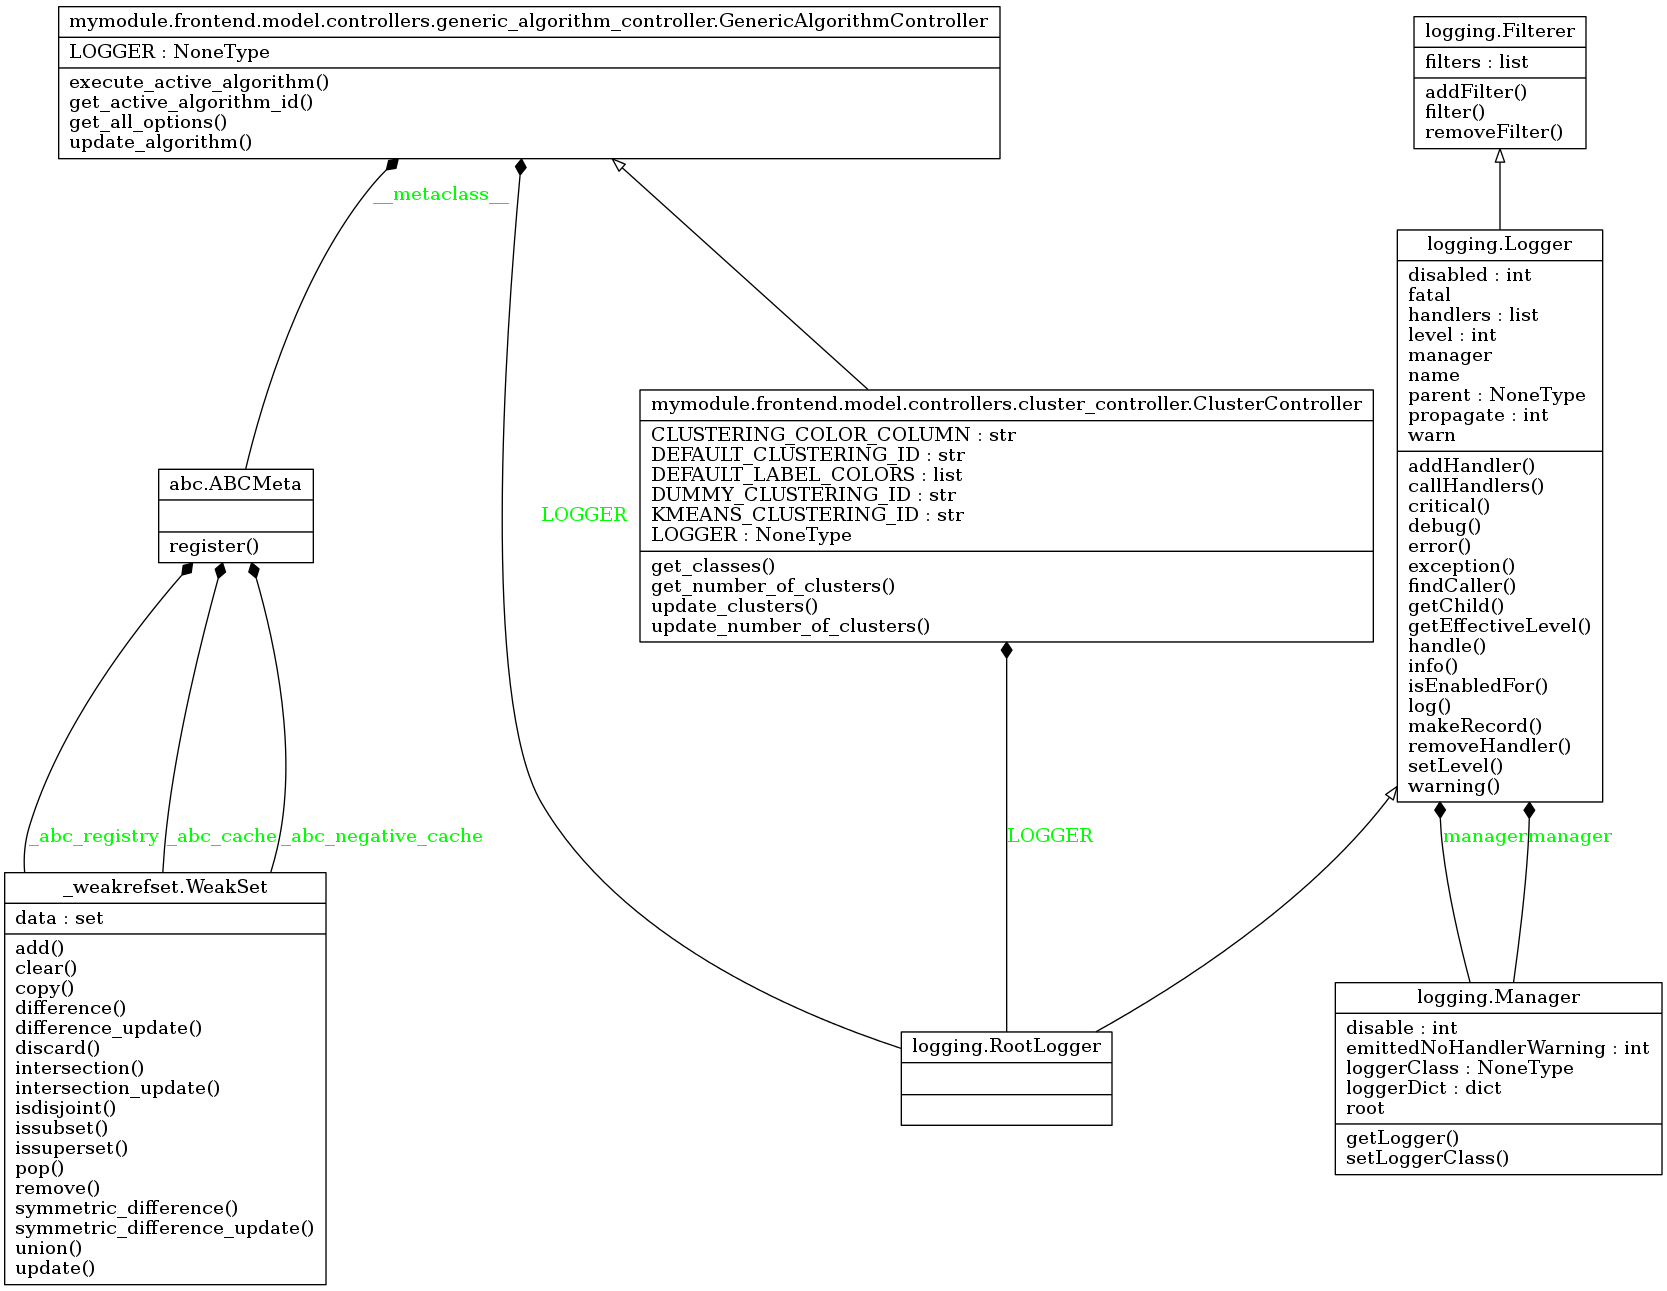 mymodule.frontend.model.controllers.generic_algorithm_controller.GenericAlgorithmController
LOGGER : NoneType
execute_active_algorithm()
get_active_algorithm_id()
get_all_options()
update_algorithm()
logging.Filterer
filters : list
addFilter()
filter()
removeFilter()
__metaclass__
logging.Logger
disabled : int
fatal
handlers : list
level : int
manager
name
parent : NoneType
propagate : int
warn
addHandler()
callHandlers()
critical()
debug()
error()
exception()
findCaller()
getChild()
getEffectiveLevel()
handle()
info()
isEnabledFor()
log()
makeRecord()
removeHandler()
setLevel()
warning()
mymodule.frontend.model.controllers.cluster_controller.ClusterController
CLUSTERING_COLOR_COLUMN : str
DEFAULT_CLUSTERING_ID : str
DEFAULT_LABEL_COLORS : list
DUMMY_CLUSTERING_ID : str
KMEANS_CLUSTERING_ID : str
LOGGER : NoneType
get_classes()
get_number_of_clusters()
update_clusters()
update_number_of_clusters()
abc.ABCMeta
register()
LOGGER
_abc_registry
_abc_cache
_abc_negative_cache
LOGGER
manager
manager
_weakrefset.WeakSet
data : set
add()
clear()
copy()
difference()
difference_update()
discard()
intersection()
intersection_update()
isdisjoint()
issubset()
issuperset()
pop()
remove()
symmetric_difference()
symmetric_difference_update()
union()
update()
logging.RootLogger
logging.Manager
disable : int
emittedNoHandlerWarning : int
loggerClass : NoneType
loggerDict : dict
root
getLogger()
setLoggerClass()